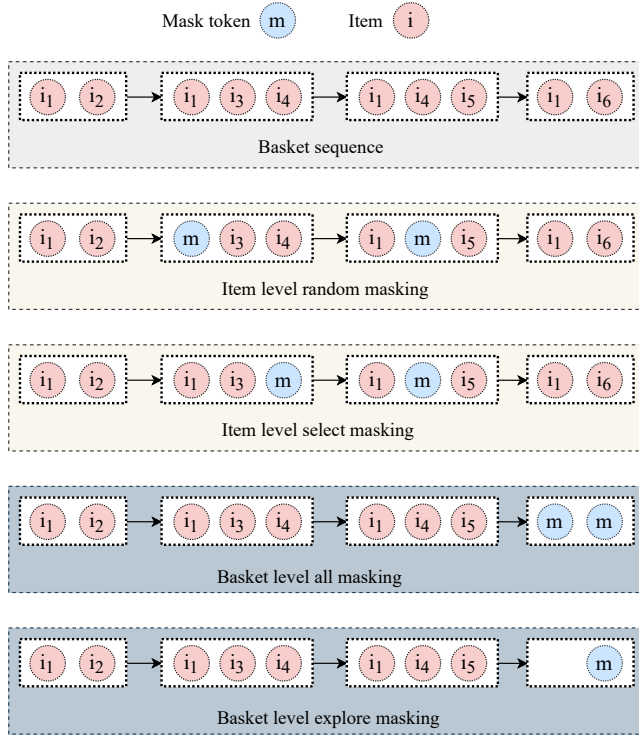 Mask token m Item i
i₁ i₂ i₁ i₃ i₄ i₁ i₄ i₅ i₁ i₆
Basket sequence
i₁ i₂ m i₃ i₄ i₁ m i₅ i₁ i₆
Item level random masking
i₁ i₂ i₁ i₃ m i₁ m i₅ i₁ i₆
Item level select masking
i₁ i₂ i₁ i₃ i₄ i₁ i₄ i₅ m m
Basket level all masking
i₁ i₂ i₁ i₃ i₄ i₁ i₄ i₅ m
Basket level explore masking